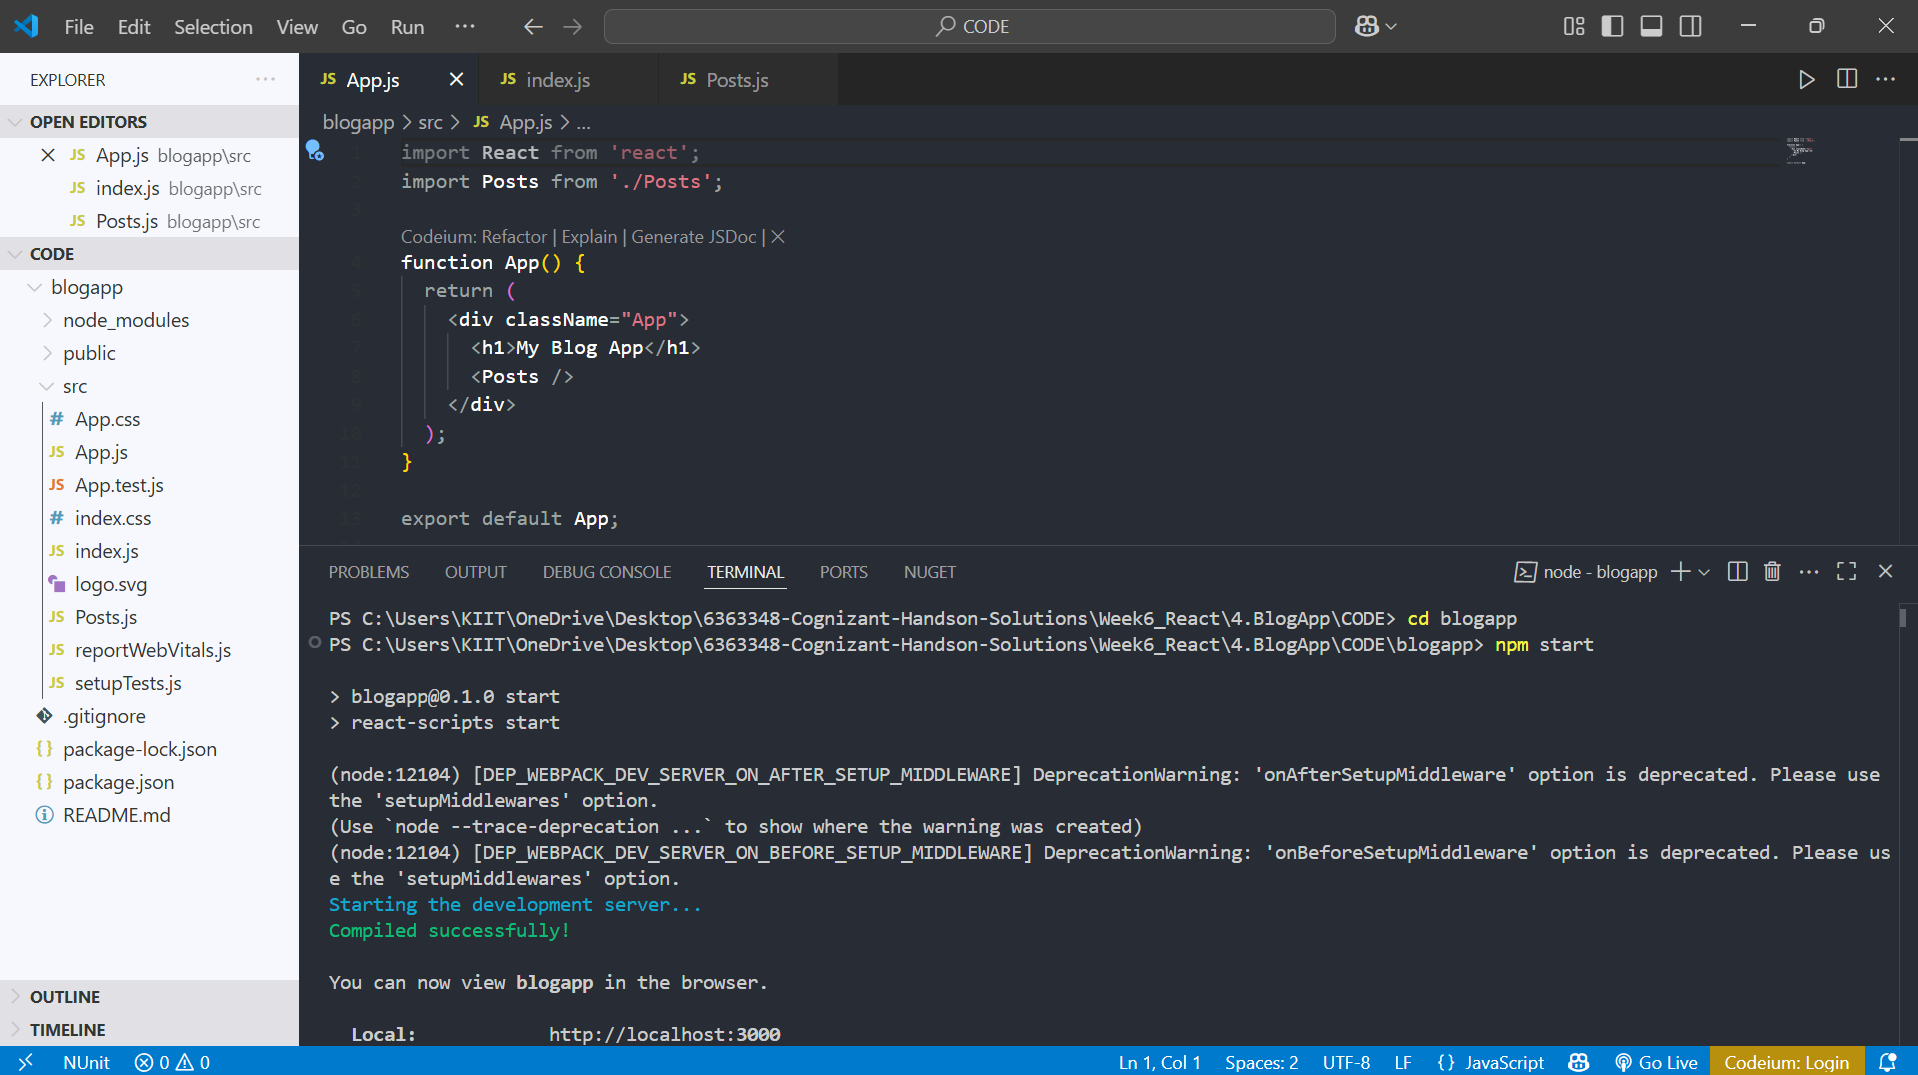 File Edit Selection View Go Run ··· CODE
EXPLORER ···
OPEN EDITORS
JS App.js blogapp\src
JS index.js blogapp\src
JS Posts.js blogapp\src
CODE
blogapp
node_modules
public
src
# App.css
JS App.js
JS App.test.js
# index.css
JS index.js
logo.svg
JS Posts.js
JS reportWebVitals.js
JS setupTests.js
.gitignore
{} package-lock.json
{} package.json
README.md
OUTLINE
TIMELINE
JS App.js JS index.js JS Posts.js
blogapp > src > JS App.js > ...
1 import React from 'react';
2 import Posts from './Posts';
3
Codeium: Refactor | Explain | Generate JSDoc | ×
4 function App() {
5 return (
6 <div className="App">
7 <h1>My Blog App</h1>
8 <Posts />
9 </div>
10 );
11 }
12
13 export default App;
PROBLEMS OUTPUT DEBUG CONSOLE TERMINAL PORTS NUGET node - blogapp
PS C:\Users\KIIT\OneDrive\Desktop\6363348-Cognizant-Handson-Solutions\Week6_React\4.BlogApp\CODE> cd blogapp
PS C:\Users\KIIT\OneDrive\Desktop\6363348-Cognizant-Handson-Solutions\Week6_React\4.BlogApp\CODE\blogapp> npm start
> blogapp@0.1.0 start
> react-scripts start
(node:12104) [DEP_WEBPACK_DEV_SERVER_ON_AFTER_SETUP_MIDDLEWARE] DeprecationWarning: 'onAfterSetupMiddleware' option is deprecated. Please use
the 'setupMiddlewares' option.
(Use `node --trace-deprecation ...` to show where the warning was created)
(node:12104) [DEP_WEBPACK_DEV_SERVER_ON_BEFORE_SETUP_MIDDLEWARE] DeprecationWarning: 'onBeforeSetupMiddleware' option is deprecated. Please us
e the 'setupMiddlewares' option.
Starting the development server...
Compiled successfully!
You can now view blogapp in the browser.
Local: http://localhost:3000
NUnit 0 0 Ln 1, Col 1 Spaces: 2 UTF-8 LF {} JavaScript Go Live Codeium: Login